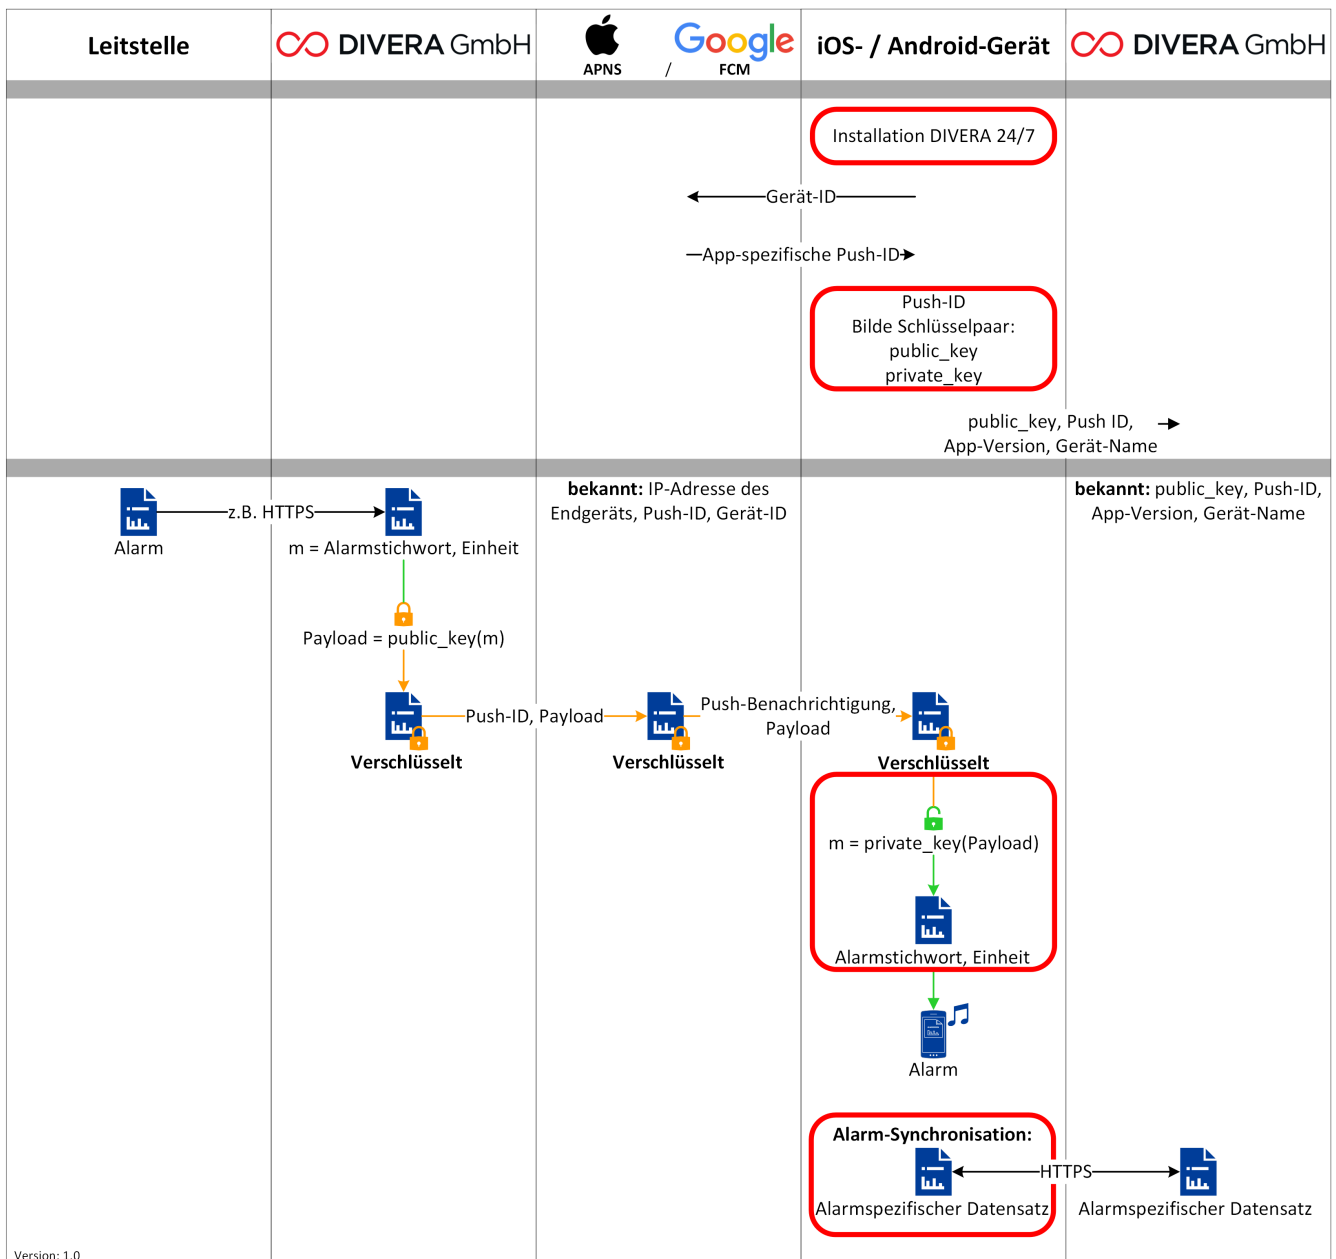 Leitstelle
DIVERA GmbH
APNS / FCM
Google
iOS- / Android-Gerät
DIVERA GmbH
Installation DIVERA 24/7
Gerät-ID
App-spezifische Push-ID
Push-ID
Bilde Schlüsselpaar:
public_key
private_key
public_key, Push ID,
App-Version, Gerät-Name
bekannt: IP-Adresse des
Endgeräts, Push-ID, Gerät-ID
bekannt: public_key, Push-ID,
App-Version, Gerät-Name
z.B. HTTPS
Alarm
m = Alarmstichwort, Einheit
Payload = public_key(m)
Push-ID, Payload
Push-Benachrichtigung,
Payload
Verschlüsselt
Verschlüsselt
Verschlüsselt
m = private_key(Payload)
Alarmstichwort, Einheit
Alarm
Alarm-Synchronisation:
HTTPS
Alarmspezifischer Datensatz
Alarmspezifischer Datensatz
Version: 1.0